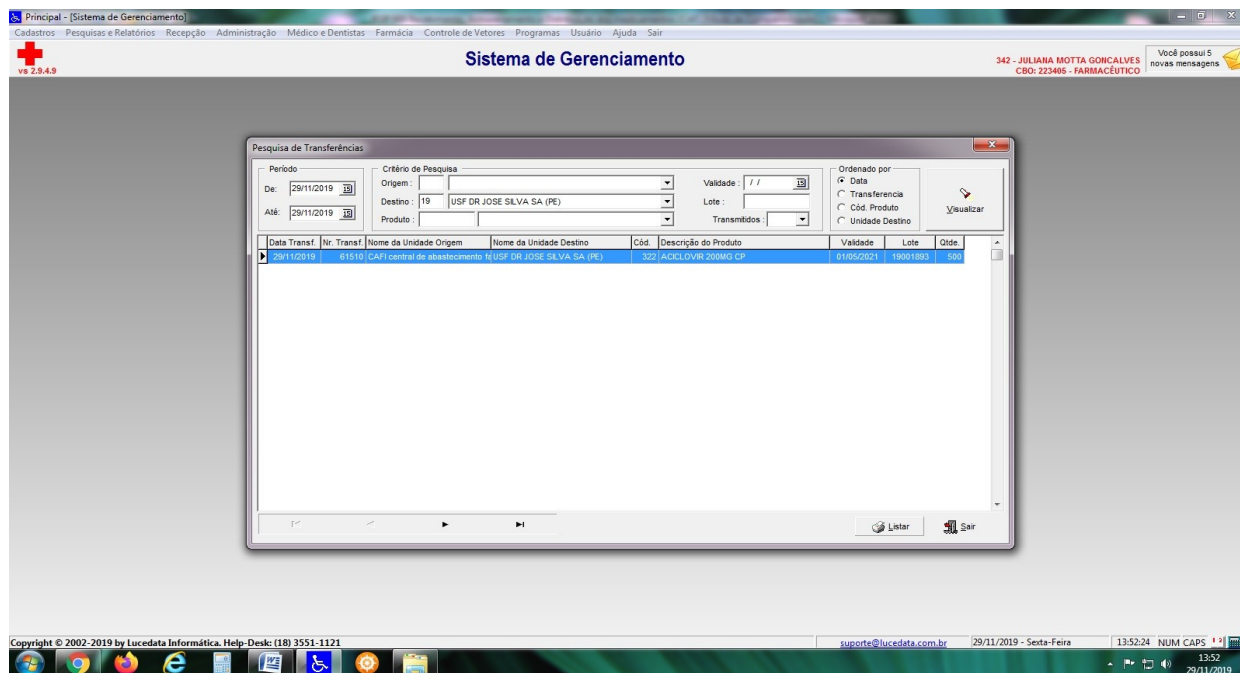 Principal - [Sistema de Gerenciamento]
Cadastros Pesquisas e Relatórios Recepção Administração Médico e Dentistas Farmácia Controle de Vetores Programas Usuário Ajuda Sair
vs 2.9.4.9
Sistema de Gerenciamento
342 - JULIANA MOTTA GONCALVES
CBO: 223405 - FARMACÊUTICO
Você possui 5
novas mensagens
Pesquisa de Transferências
Período
De: 29/11/2019 15
Até: 29/11/2019 15
Critério de Pesquisa
Origem :
Validade : / / 15
Destino : 19 USF DR JOSE SILVA SA (PE)
Lote :
Produto :
Transmitidos :
Ordenado por
Data
Transferencia
Cód. Produto
Unidade Destino
Visualizar
Data Transf. Nr. Transf. Nome da Unidade Origem Nome da Unidade Destino Cód. Descrição do Produto Validade Lote Qtde.
29/11/2019 61510 CAFI central de abastecimento fa USF DR JOSE SILVA SA (PE) 322 ACICLOVIR 200MG CP 01/05/2021 19001893 500
Listar Sair
Copyright © 2002-2019 by Lucedata Informática. Help-Desk: (18) 3551-1121
suporte@lucedata.com.br 29/11/2019 - Sexta-Feira 13:52:24 NUM CAPS
13:52
29/11/2019